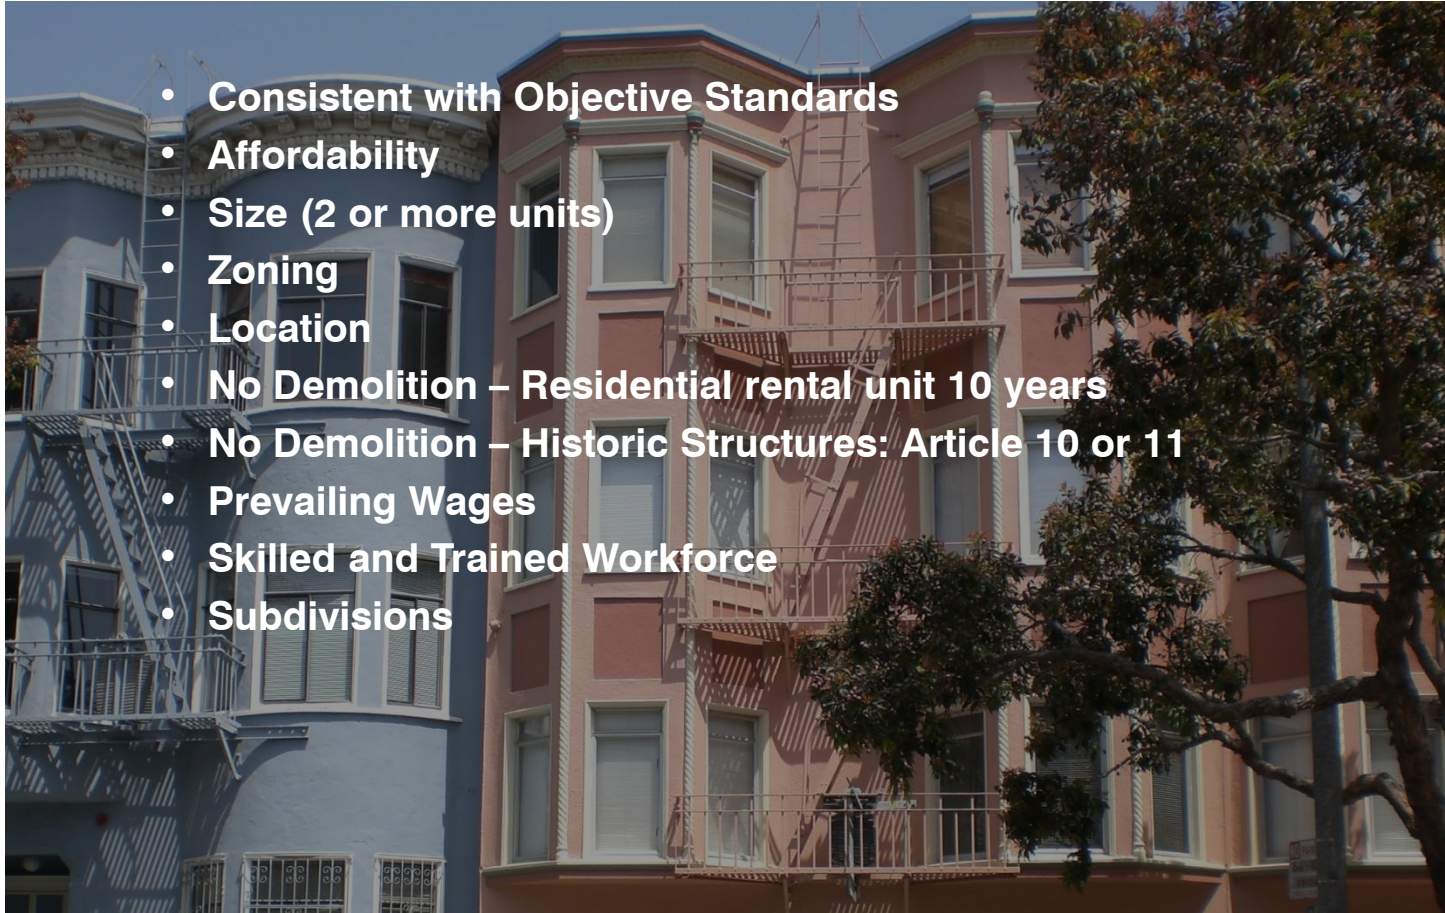 • Consistent with Objective Standards
• Affordability
• Size (2 or more units)
• Zoning
• Location
• No Demolition – Residential rental unit 10 years
• No Demolition – Historic Structures: Article 10 or 11
• Prevailing Wages
• Skilled and Trained Workforce
• Subdivisions